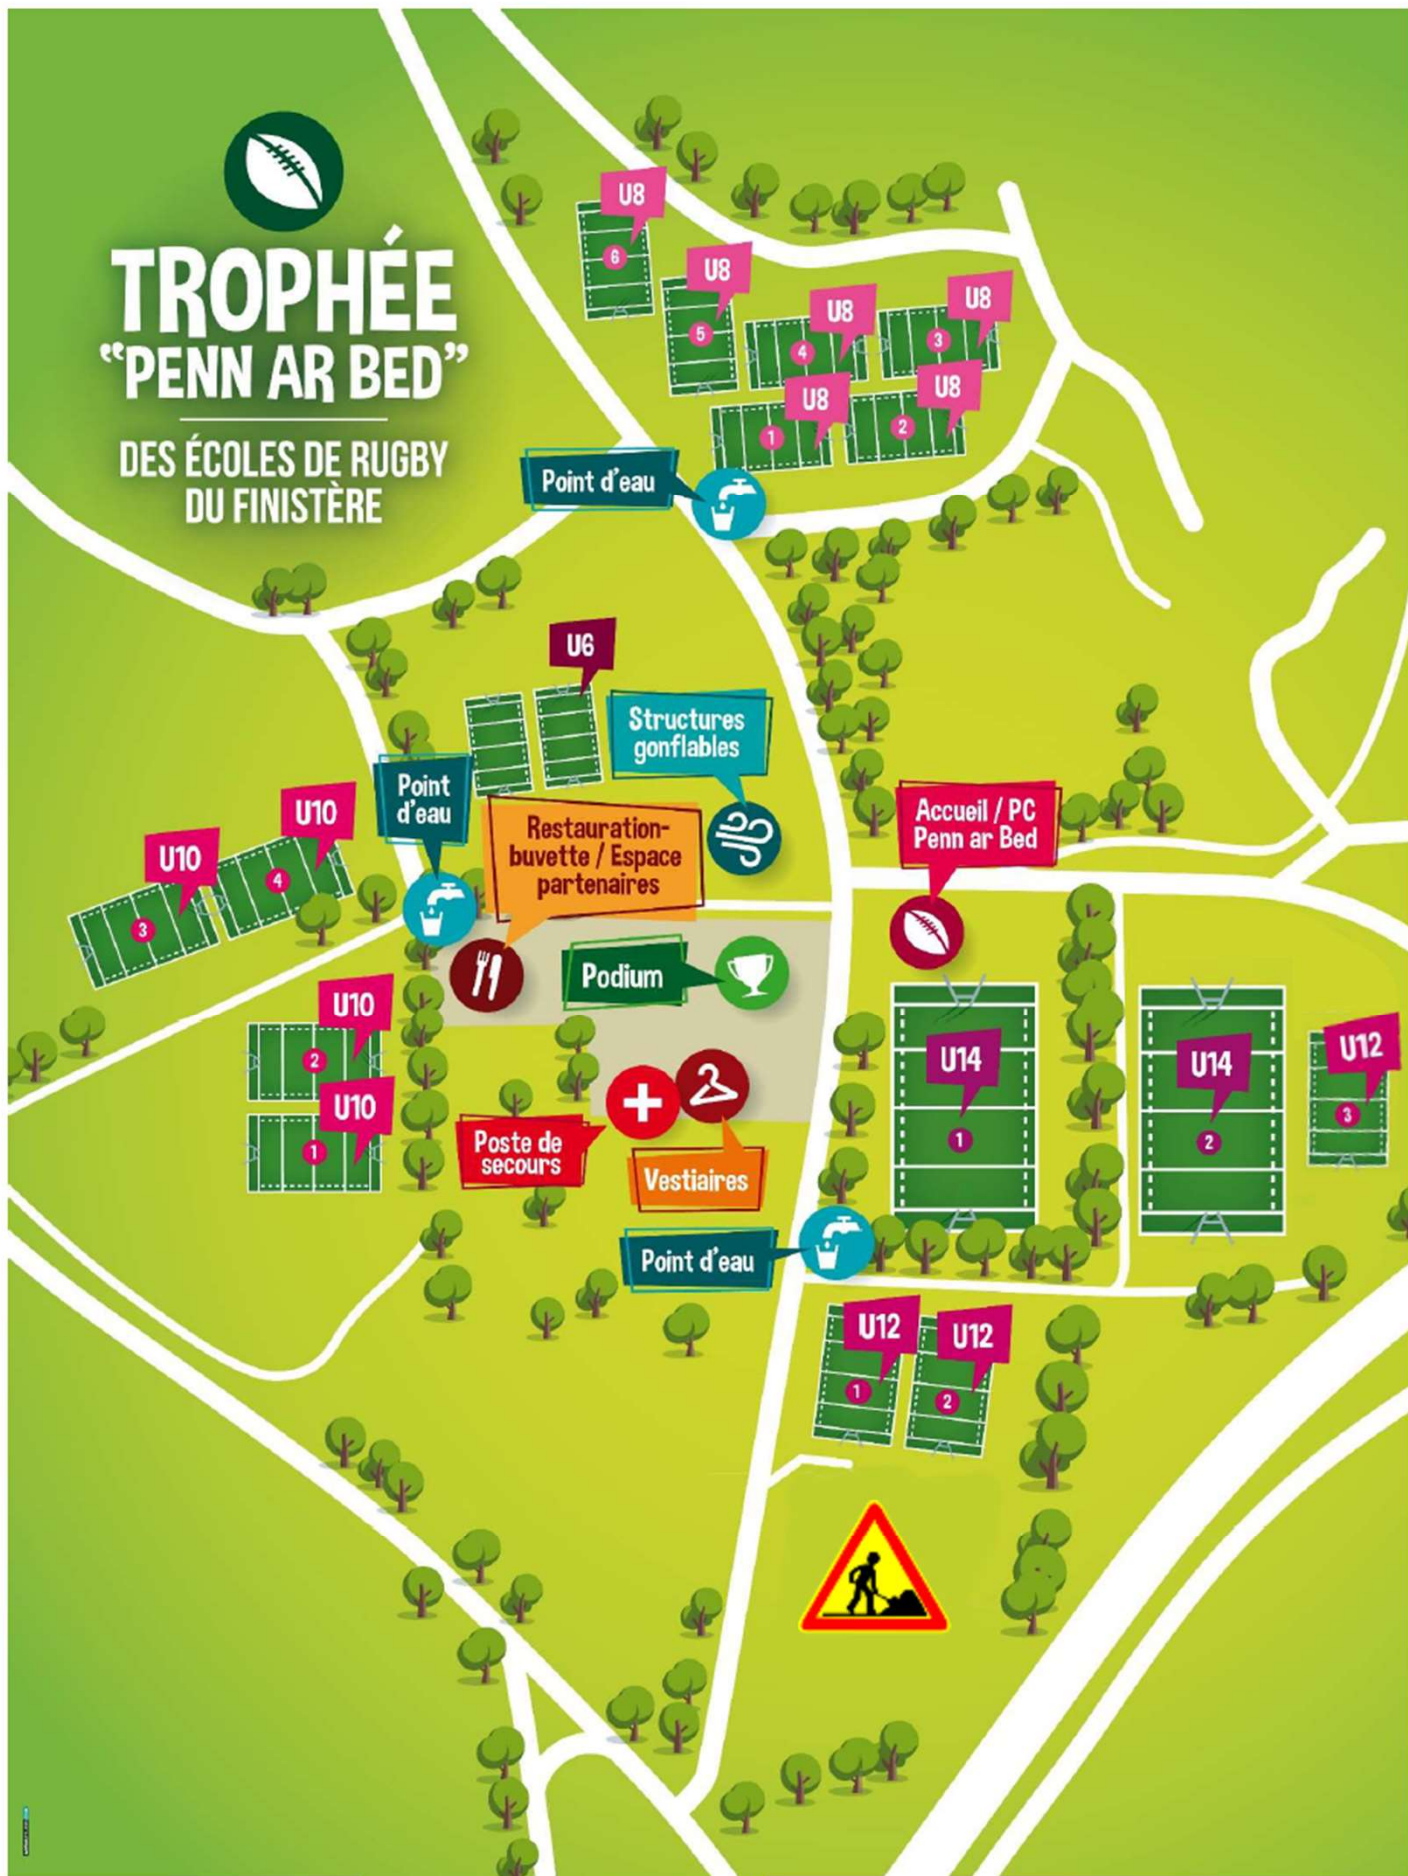 TROPHÉE
“PENN AR BED”
DES ÉCOLES DE RUGBY
DU FINISTÈRE
U8
6
U8
5
U8
4
U8
3
U8
1
U8
2
Point d'eau
U6
Structures
gonflables
Point
d'eau
Restauration-
buvette / Espace
partenaires
Accueil / PC
Penn ar Bed
U10
3
U10
4
Podium
U10
2
U10
1
U14
1
U14
2
U12
3
Poste de
secours
Vestiaires
Point d'eau
U12
1
U12
2